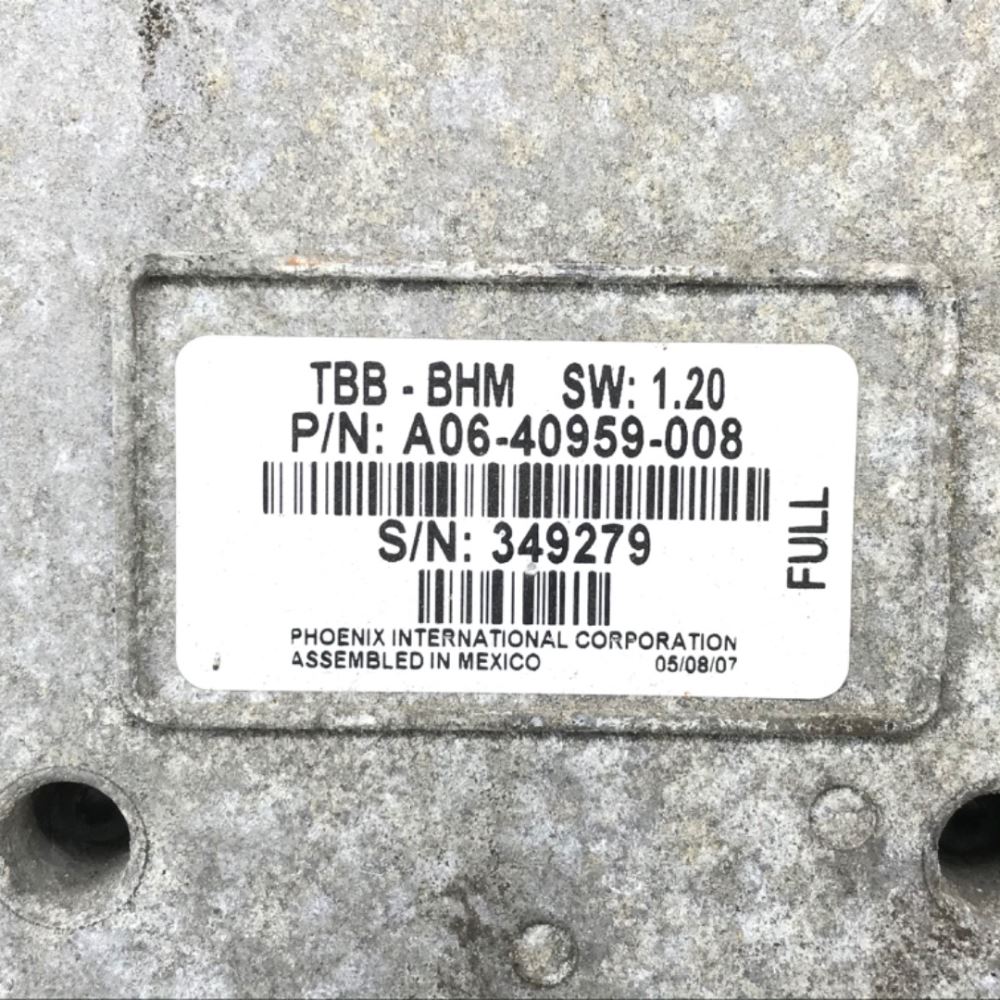 TBB - BHM SW: 1.20
P/N: A06-40959-008
S/N: 349279
FULL
PHOENIX INTERNATIONAL CORPORATION
ASSEMBLED IN MEXICO 05/08/07